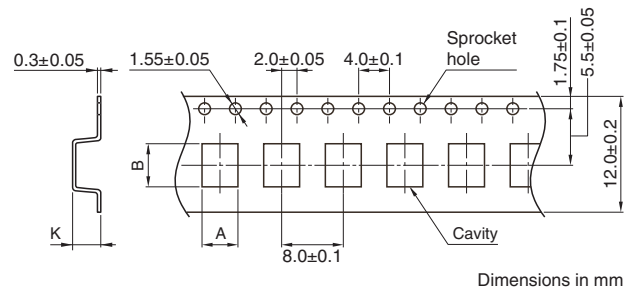 Sprocket
hole
0.3±0.05
1.55±0.05
2.0±0.05
4.0±0.1
1.75±0.1
5.5±0.05
12.0±0.2
B
K
A
8.0±0.1
Cavity
Dimensions in mm